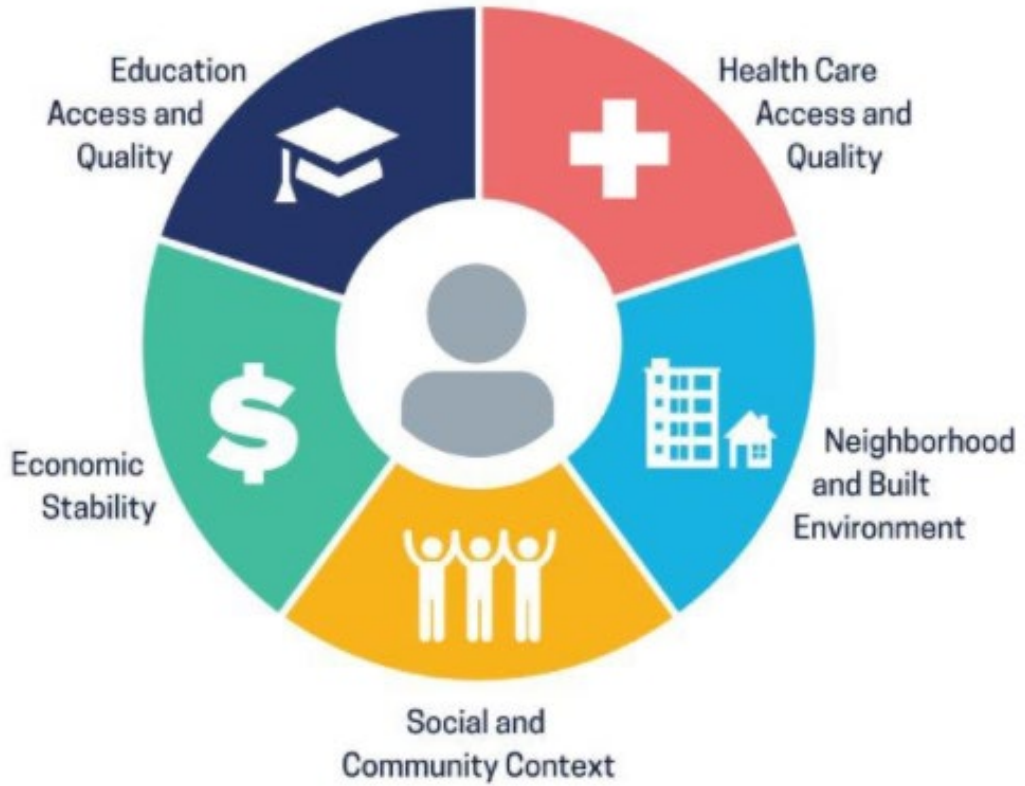 Education
Access and
Quality
Health Care
Access and
Quality
Economic
Stability
Neighborhood
and Built
Environment
Social and
Community Context